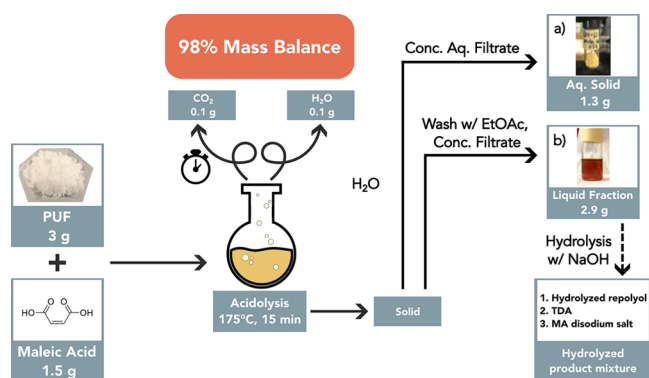 98% Mass Balance
CO2
0.1 g
H2O
0.1 g
PUF
3 g
+
HO
O
O
OH
Maleic Acid
1.5 g
Acidolysis
175°C, 15 min
Solid
H2O
Conc. Aq. Filtrate
Wash w/ EtOAc,
Conc. Filtrate
a)
Aq. Solid
1.3 g
b)
Liquid Fraction
2.9 g
Hydrolysis
w/ NaOH
1. Hydrolyzed repolyol
2. TDA
3. MA disodium salt
Hydrolyzed
product mixture